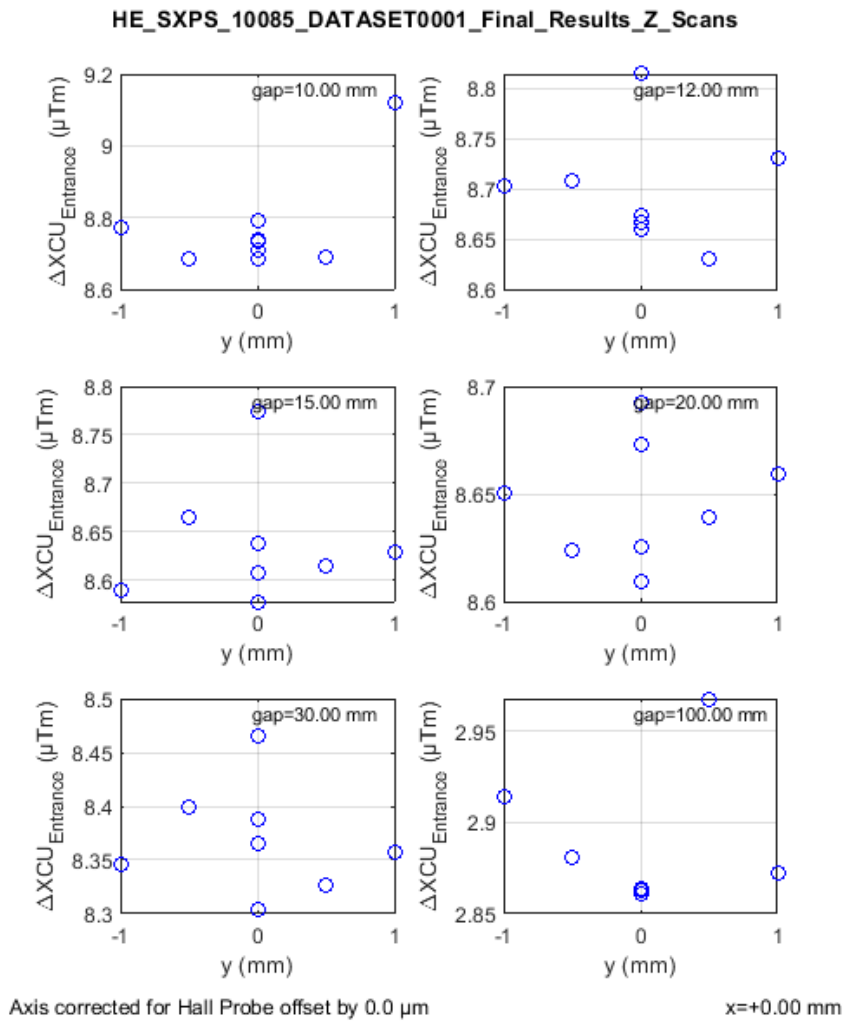 HE_SXPS_10085_DATASET0001_Final_Results_Z_Scans
gap=10.00 mm
ΔXCU_Entrance (μTm)
9.2
9
8.8
8.6
-1
0
1
y (mm)
gap=12.00 mm
ΔXCU_Entrance (μTm)
8.8
8.75
8.7
8.65
8.6
-1
0
1
y (mm)
gap=15.00 mm
ΔXCU_Entrance (μTm)
8.8
8.75
8.7
8.65
8.6
-1
0
1
y (mm)
gap=20.00 mm
ΔXCU_Entrance (μTm)
8.7
8.65
8.6
-1
0
1
y (mm)
gap=30.00 mm
ΔXCU_Entrance (μTm)
8.5
8.45
8.4
8.35
8.3
-1
0
1
y (mm)
gap=100.00 mm
ΔXCU_Entrance (μTm)
2.95
2.9
2.85
-1
0
1
y (mm)
Axis corrected for Hall Probe offset by 0.0 μm
x=+0.00 mm